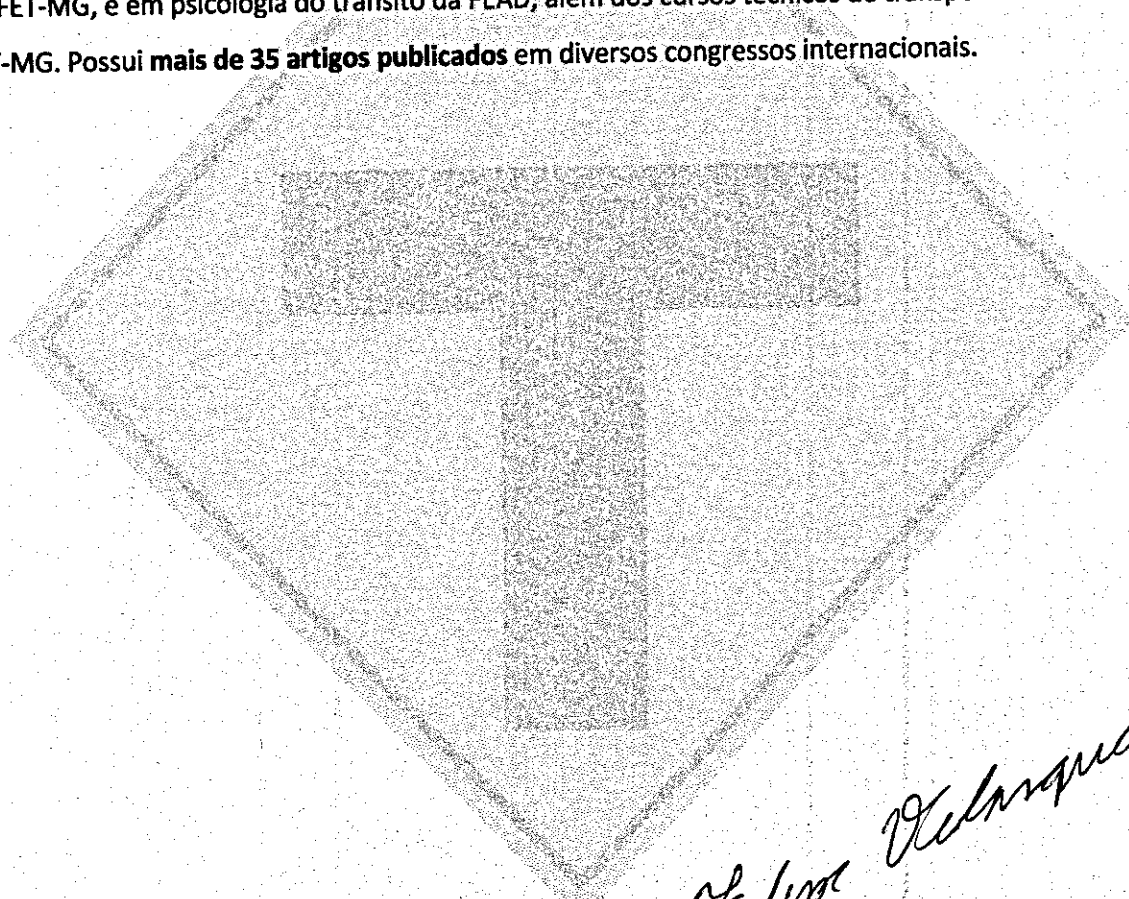 FET-MG, e em psicologia do trânsito da FEAD, além dos cursos técnicos de transp
-MG. Possui mais de 35 artigos publicados em diversos congressos internacionais.
T